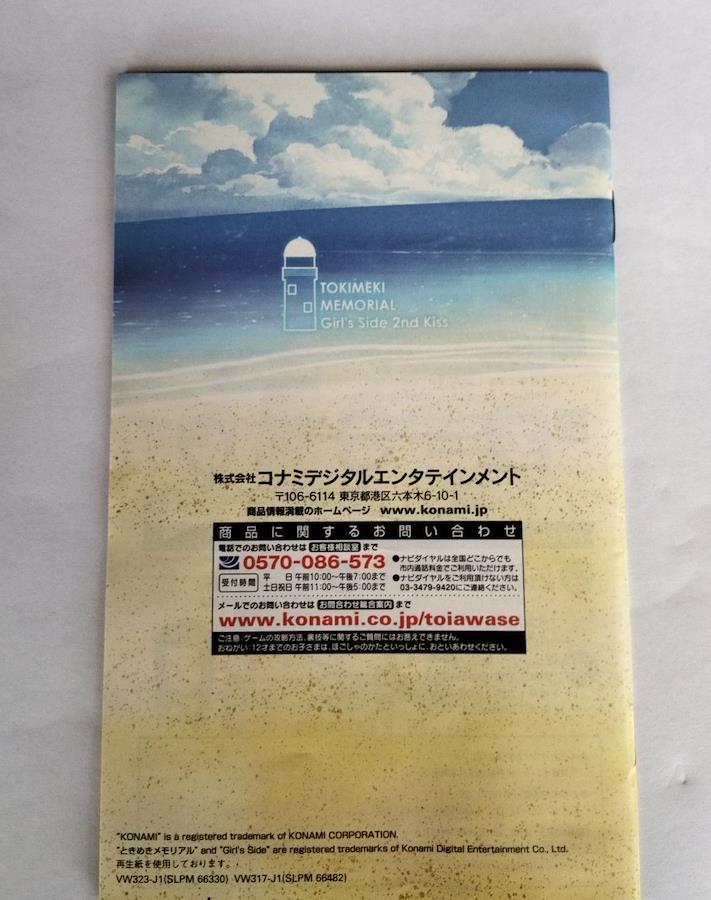 TOKIMEKI
MEMORIAL
Girl's Side 2nd Kiss
株式会社コナミデジタルエンタテインメント
〒106-6114 東京都港区六本木6-10-1
商品情報満載のホームページ www.konami.jp
商品に関するお問い合わせ
電話でのお問い合わせは お客様相談室 まで
0570-086-573
受付時間
平 日 午前10:00〜午後7:00まで
土日祝日 午前11:00〜午後5:00まで
●ナビダイヤルは全国どこからでも
市内通話料金でご利用いただけます。
●ナビダイヤルをご利用頂けない方は
03-3479-9420にご連絡ください。
メールでのお問い合わせは お問合わせ総合案内 まで
www.konami.co.jp/toiawase
ご注意:ゲームの攻略方法、裏技等に関するご質問にはお答えできません。
おねがい:12才までのお子さまは、ほごしゃのかたといっしょに、おといあわせください。
"KONAMI" is a registered trademark of KONAMI CORPORATION.
"ときめきメモリアル" and "Girl's Side" are registered trademarks of Konami Digital Entertainment Co., Ltd.
再生紙を使用しております。
VW323-J1(SLPM 66330) VW317-J1(SLPM 66482)